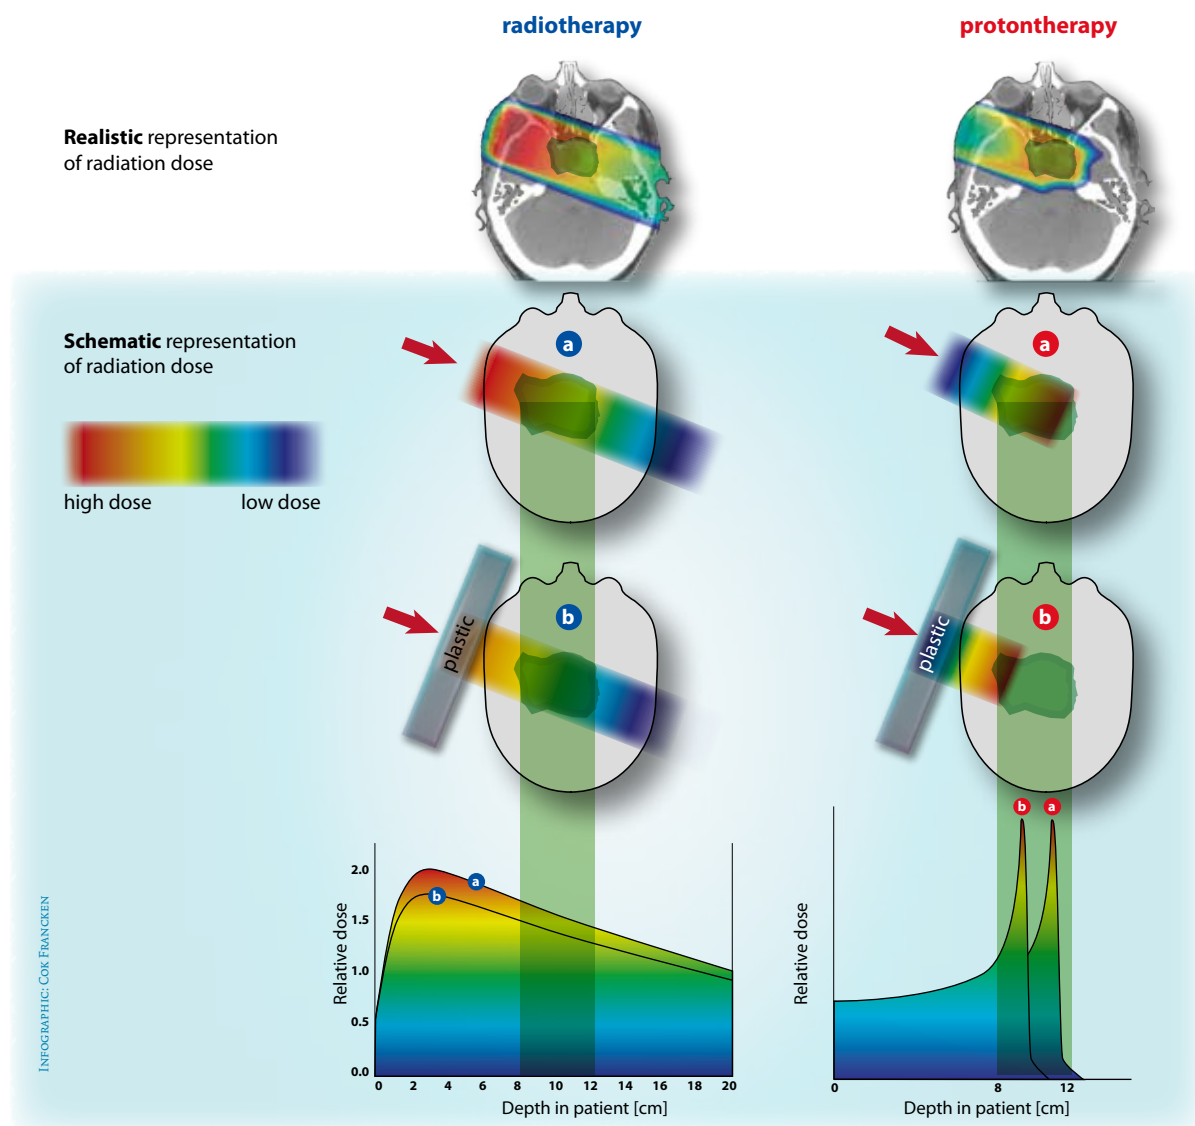 radiotherapy
protontherapy
Realistic representation
of radiation dose
Schematic representation
of radiation dose
high dose
low dose
a
a
plastic
b
plastic
b
b
a
2.0
1.5
1.0
0.5
0.0
Relative dose
a
b
0 2 4 6 8 10 12 14 16 18 20
Depth in patient [cm]
Relative dose
0 8 12
Depth in patient [cm]
Infographic: Cok Francken